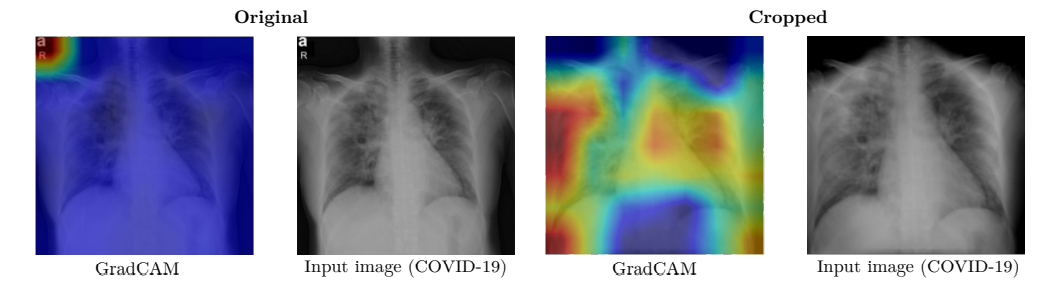 Original
Cropped
a
R
a
R
GradCAM
Input image (COVID-19)
GradCAM
Input image (COVID-19)